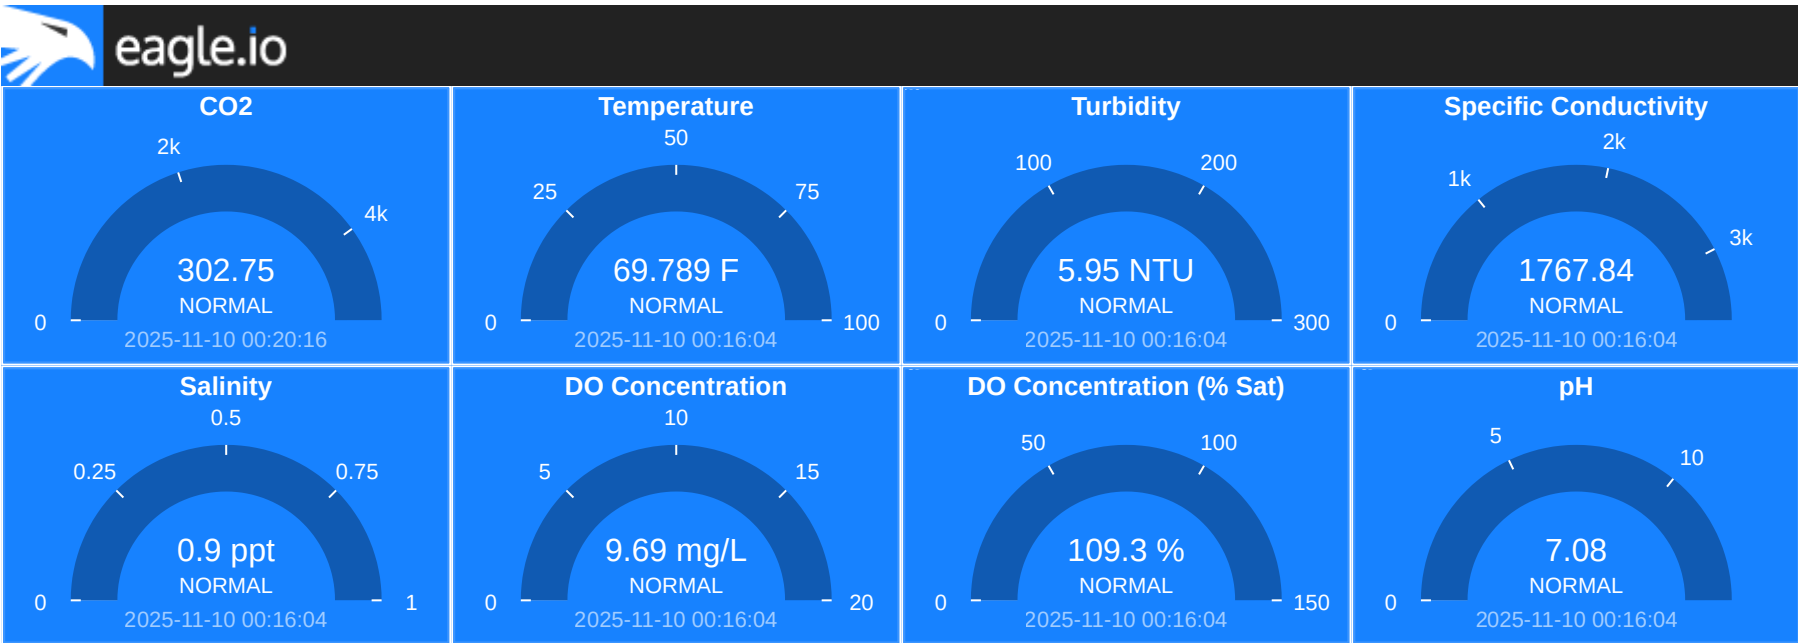 eagle.io
CO2
2k
4k
302.75
NORMAL
0
2025-11-10 00:20:16
Temperature
50
25
75
69.789 F
NORMAL
0
100
2025-11-10 00:16:04
Turbidity
100
200
5.95 NTU
NORMAL
0
300
2025-11-10 00:16:04
Specific Conductivity
2k
1k
3k
1767.84
NORMAL
0
2025-11-10 00:16:04
Salinity
0.5
0.25
0.75
0.9 ppt
NORMAL
0
1
2025-11-10 00:16:04
DO Concentration
10
5
15
9.69 mg/L
NORMAL
0
20
2025-11-10 00:16:04
DO Concentration (% Sat)
50
100
109.3 %
NORMAL
0
150
2025-11-10 00:16:04
pH
5
10
7.08
NORMAL
0
2025-11-10 00:16:04